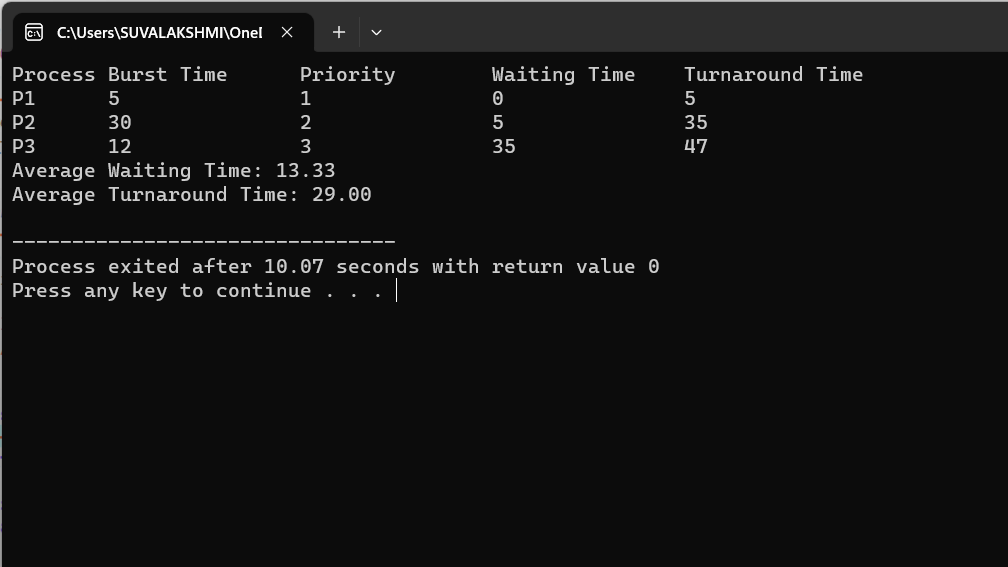 C:\Users\SUVALAKSHMI\OneI
Process Burst Time Priority Waiting Time Turnaround Time
P1 5 1 0 5
P2 30 2 5 35
P3 12 3 35 47
Average Waiting Time: 13.33
Average Turnaround Time: 29.00
--------------------------------
Process exited after 10.07 seconds with return value 0
Press any key to continue . . .